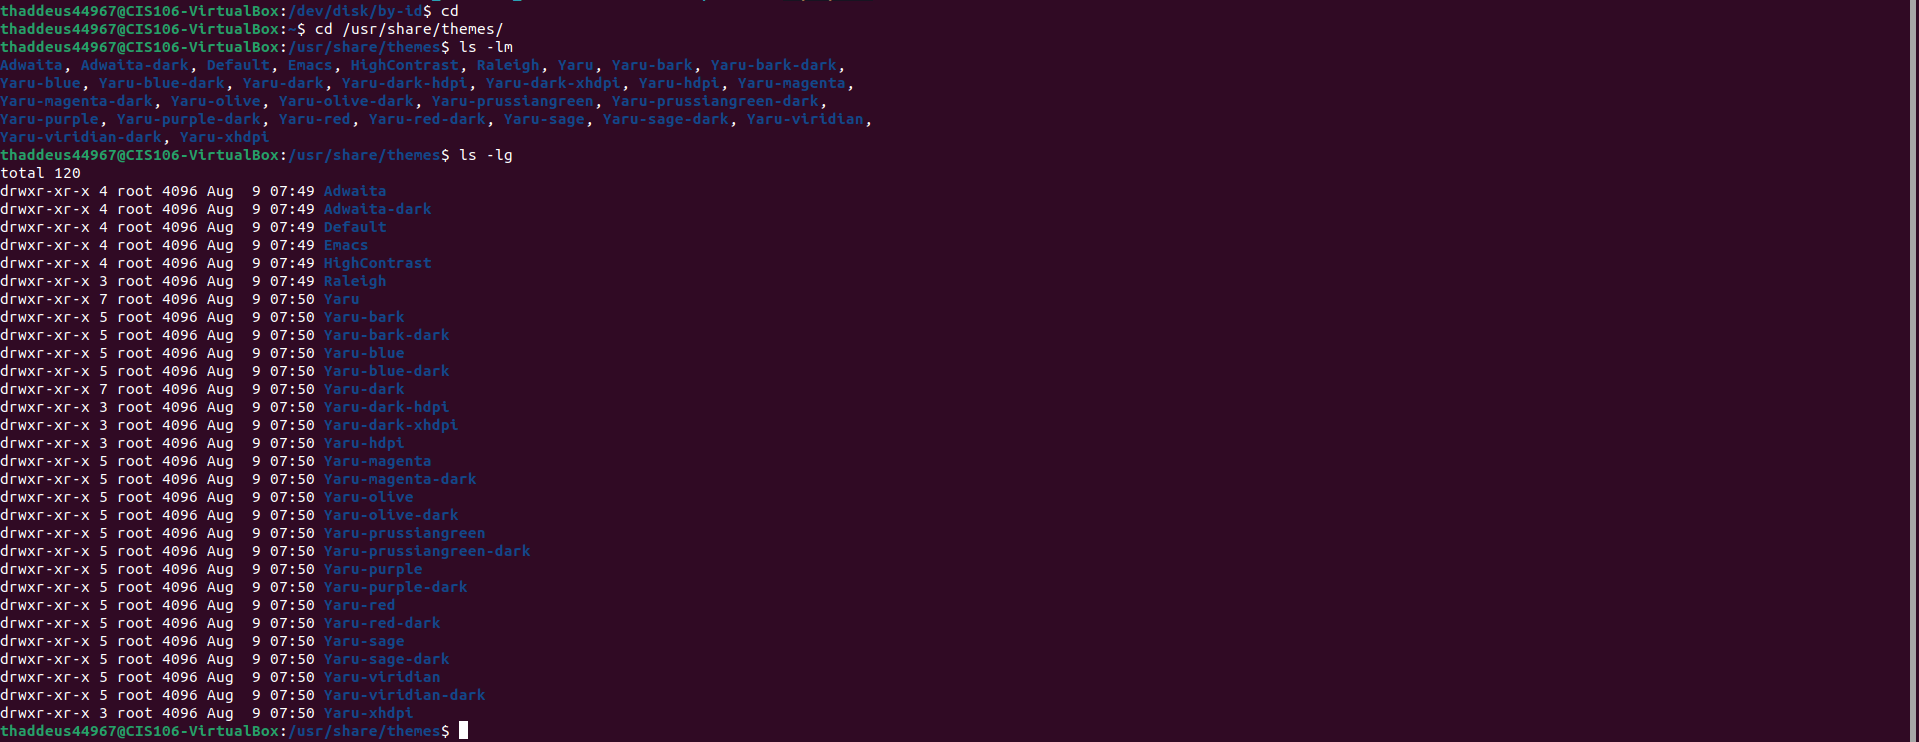 thaddeus44967@CIS106-VirtualBox:/dev/disk/by-id$ cd
thaddeus44967@CIS106-VirtualBox:~$ cd /usr/share/themes/
thaddeus44967@CIS106-VirtualBox:/usr/share/themes$ ls -lm
Adwaita, Adwaita-dark, Default, Emacs, HighContrast, Raleigh, Yaru, Yaru-bark, Yaru-bark-dark,
Yaru-blue, Yaru-blue-dark, Yaru-dark, Yaru-dark-hdpi, Yaru-dark-xhdpi, Yaru-hdpi, Yaru-magenta,
Yaru-magenta-dark, Yaru-olive, Yaru-olive-dark, Yaru-prussiangreen, Yaru-prussiangreen-dark,
Yaru-purple, Yaru-purple-dark, Yaru-red, Yaru-red-dark, Yaru-sage, Yaru-sage-dark, Yaru-viridian,
Yaru-viridian-dark, Yaru-xhdpi
thaddeus44967@CIS106-VirtualBox:/usr/share/themes$ ls -lg
total 120
drwxr-xr-x 4 root 4096 Aug  9 07:49 Adwaita
drwxr-xr-x 4 root 4096 Aug  9 07:49 Adwaita-dark
drwxr-xr-x 4 root 4096 Aug  9 07:49 Default
drwxr-xr-x 4 root 4096 Aug  9 07:49 Emacs
drwxr-xr-x 4 root 4096 Aug  9 07:49 HighContrast
drwxr-xr-x 3 root 4096 Aug  9 07:49 Raleigh
drwxr-xr-x 7 root 4096 Aug  9 07:50 Yaru
drwxr-xr-x 5 root 4096 Aug  9 07:50 Yaru-bark
drwxr-xr-x 5 root 4096 Aug  9 07:50 Yaru-bark-dark
drwxr-xr-x 5 root 4096 Aug  9 07:50 Yaru-blue
drwxr-xr-x 5 root 4096 Aug  9 07:50 Yaru-blue-dark
drwxr-xr-x 7 root 4096 Aug  9 07:50 Yaru-dark
drwxr-xr-x 3 root 4096 Aug  9 07:50 Yaru-dark-hdpi
drwxr-xr-x 3 root 4096 Aug  9 07:50 Yaru-dark-xhdpi
drwxr-xr-x 3 root 4096 Aug  9 07:50 Yaru-hdpi
drwxr-xr-x 5 root 4096 Aug  9 07:50 Yaru-magenta
drwxr-xr-x 5 root 4096 Aug  9 07:50 Yaru-magenta-dark
drwxr-xr-x 5 root 4096 Aug  9 07:50 Yaru-olive
drwxr-xr-x 5 root 4096 Aug  9 07:50 Yaru-olive-dark
drwxr-xr-x 5 root 4096 Aug  9 07:50 Yaru-prussiangreen
drwxr-xr-x 5 root 4096 Aug  9 07:50 Yaru-prussiangreen-dark
drwxr-xr-x 5 root 4096 Aug  9 07:50 Yaru-purple
drwxr-xr-x 5 root 4096 Aug  9 07:50 Yaru-purple-dark
drwxr-xr-x 5 root 4096 Aug  9 07:50 Yaru-red
drwxr-xr-x 5 root 4096 Aug  9 07:50 Yaru-red-dark
drwxr-xr-x 5 root 4096 Aug  9 07:50 Yaru-sage
drwxr-xr-x 5 root 4096 Aug  9 07:50 Yaru-sage-dark
drwxr-xr-x 5 root 4096 Aug  9 07:50 Yaru-viridian
drwxr-xr-x 5 root 4096 Aug  9 07:50 Yaru-viridian-dark
drwxr-xr-x 3 root 4096 Aug  9 07:50 Yaru-xhdpi
thaddeus44967@CIS106-VirtualBox:/usr/share/themes$